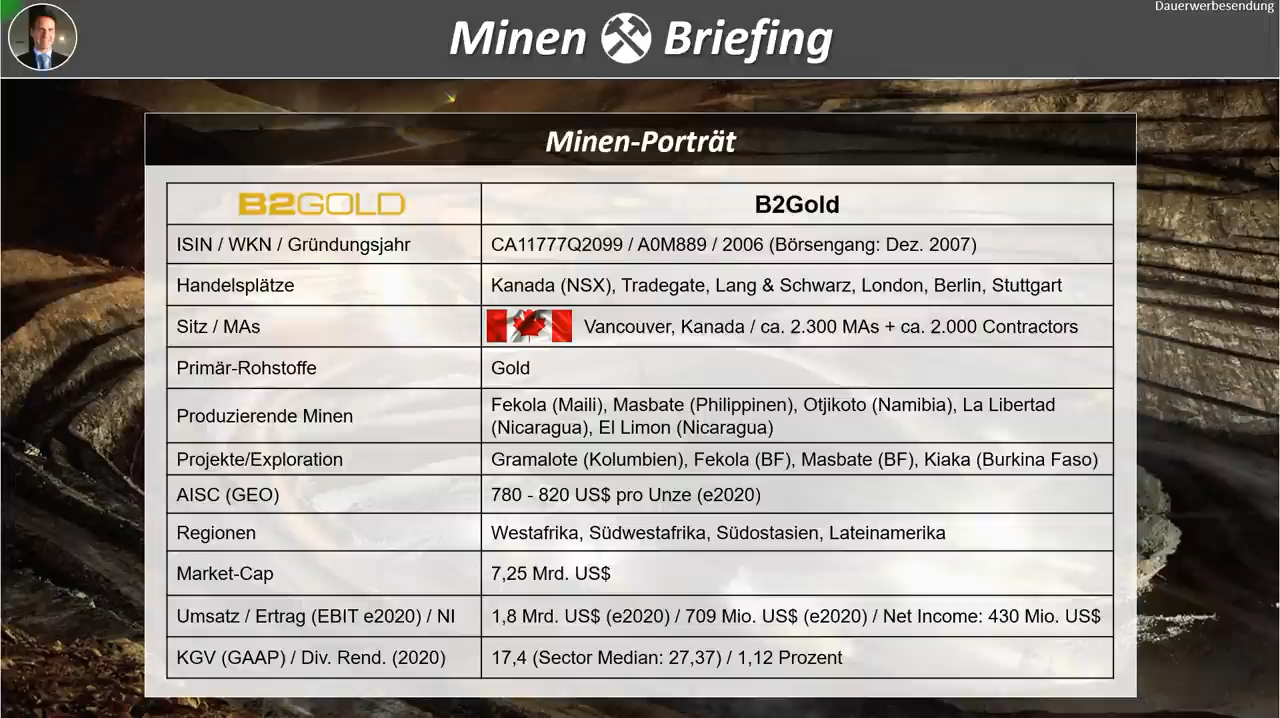 Dauerwerbesendung
Minen Briefing
Minen-Porträt
B2GOLD
B2Gold
ISIN / WKN / Gründungsjahr
CA11777Q2099 / A0M889 / 2006 (Börsengang: Dez. 2007)
Handelsplätze
Kanada (NSX), Tradegate, Lang & Schwarz, London, Berlin, Stuttgart
Sitz / MAs
Vancouver, Kanada / ca. 2.300 MAs + ca. 2.000 Contractors
Primär-Rohstoffe
Gold
Produzierende Minen
Fekola (Maili), Masbate (Philippinen), Otjikoto (Namibia), La Libertad
(Nicaragua), El Limon (Nicaragua)
Projekte/Exploration
Gramalote (Kolumbien), Fekola (BF), Masbate (BF), Kiaka (Burkina Faso)
AISC (GEO)
780 - 820 US$ pro Unze (e2020)
Regionen
Westafrika, Südwestafrika, Südostasien, Lateinamerika
Market-Cap
7,25 Mrd. US$
Umsatz / Ertrag (EBIT e2020) / NI
1,8 Mrd. US$ (e2020) / 709 Mio. US$ (e2020) / Net Income: 430 Mio. US$
KGV (GAAP) / Div. Rend. (2020)
17,4 (Sector Median: 27,37) / 1,12 Prozent